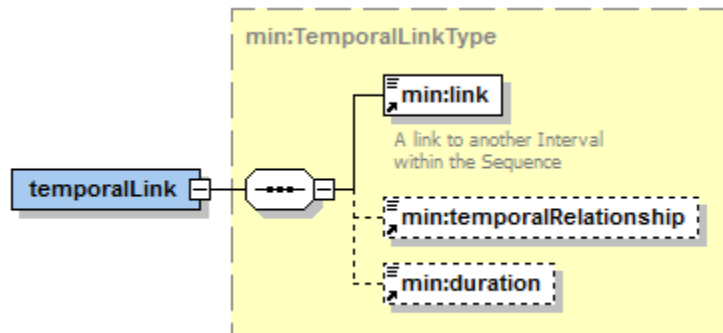 min:TemporalLinkType
min:link
A link to another Interval
within the Sequence
temporalLink
min:temporalRelationship
min:duration